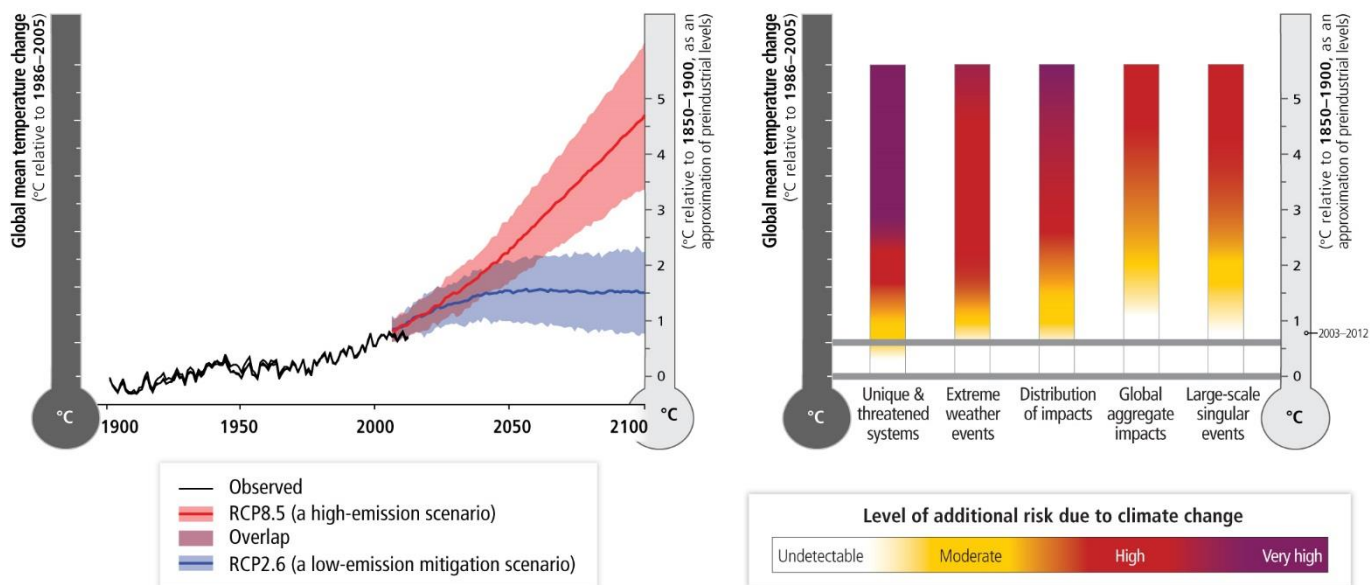 Global mean temperature change
(°C relative to 1986–2005)
°C
5
4
3
2
1
0
(°C relative to 1850–1900, as an
approximation of preindustrial levels)
°C
1900
1950
2000
2050
2100
Observed
RCP8.5 (a high-emission scenario)
Overlap
RCP2.6 (a low-emission mitigation scenario)
Global mean temperature change
(°C relative to 1986–2005)
°C
Unique &
threatened
systems
Extreme
weather
events
Distribution
of impacts
Global
aggregate
impacts
Large-scale
singular
events
5
4
3
2
1
0
2003–2012
°C
(°C relative to 1850–1900, as an
approximation of preindustrial levels)
Level of additional risk due to climate change
Undetectable Moderate High Very high